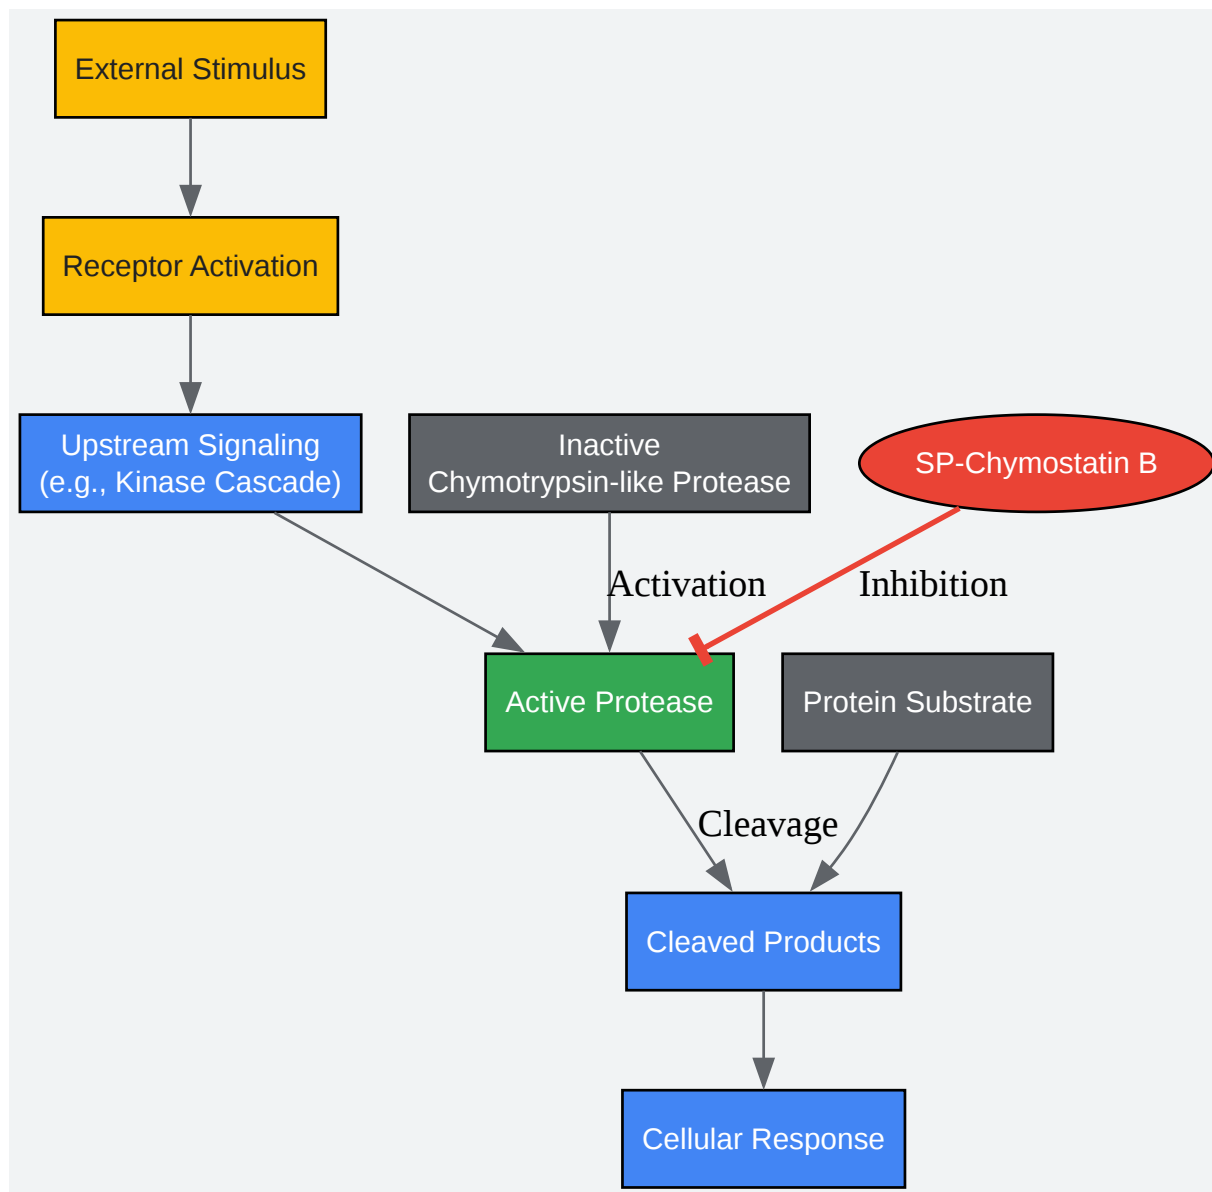 External Stimulus
Receptor Activation
Upstream Signaling
(e.g., Kinase Cascade)
Inactive
Chymotrypsin-like Protease
SP-Chymostatin B
Activation
Inhibition
Active Protease
Protein Substrate
Cleavage
Cleaved Products
Cellular Response